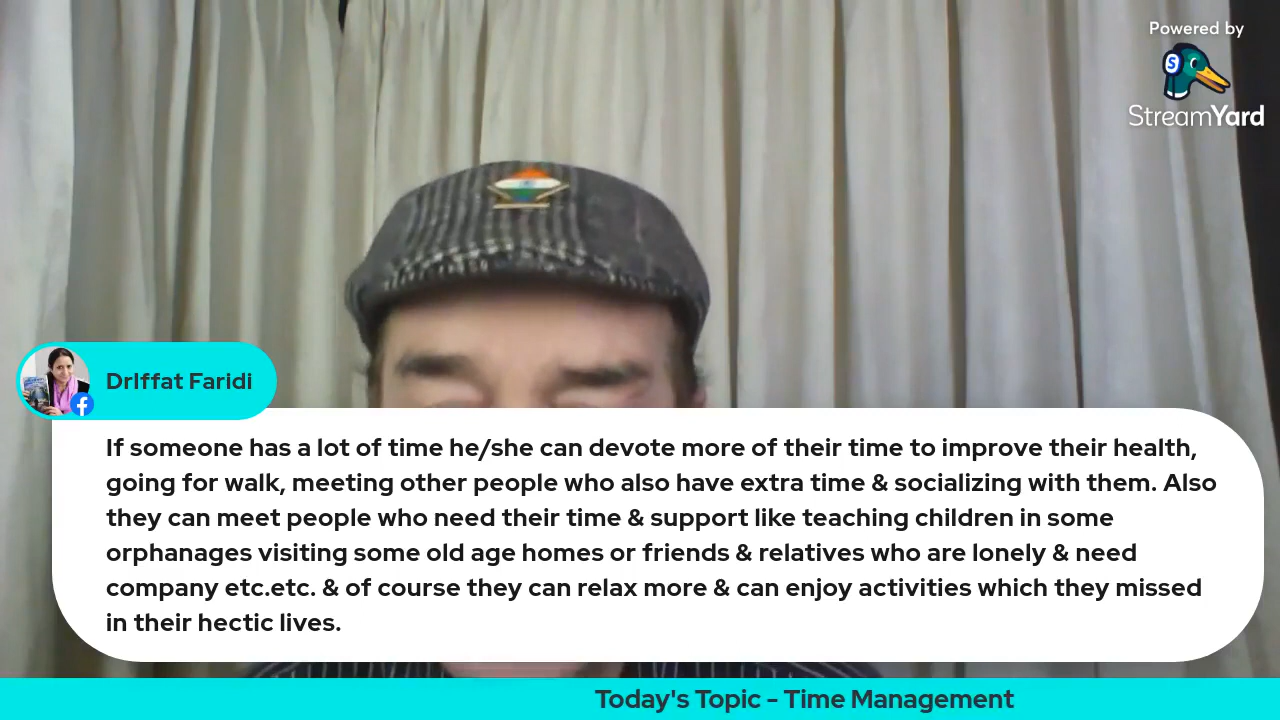 Powered by
StreamYard
DrIffat Faridi
If someone has a lot of time he/she can devote more of their time to improve their health,
going for walk, meeting other people who also have extra time & socializing with them. Also
they can meet people who need their time & support like teaching children in some
orphanages visiting some old age homes or friends & relatives who are lonely & need
company etc.etc. & of course they can relax more & can enjoy activities which they missed
in their hectic lives.
Today's Topic - Time Management